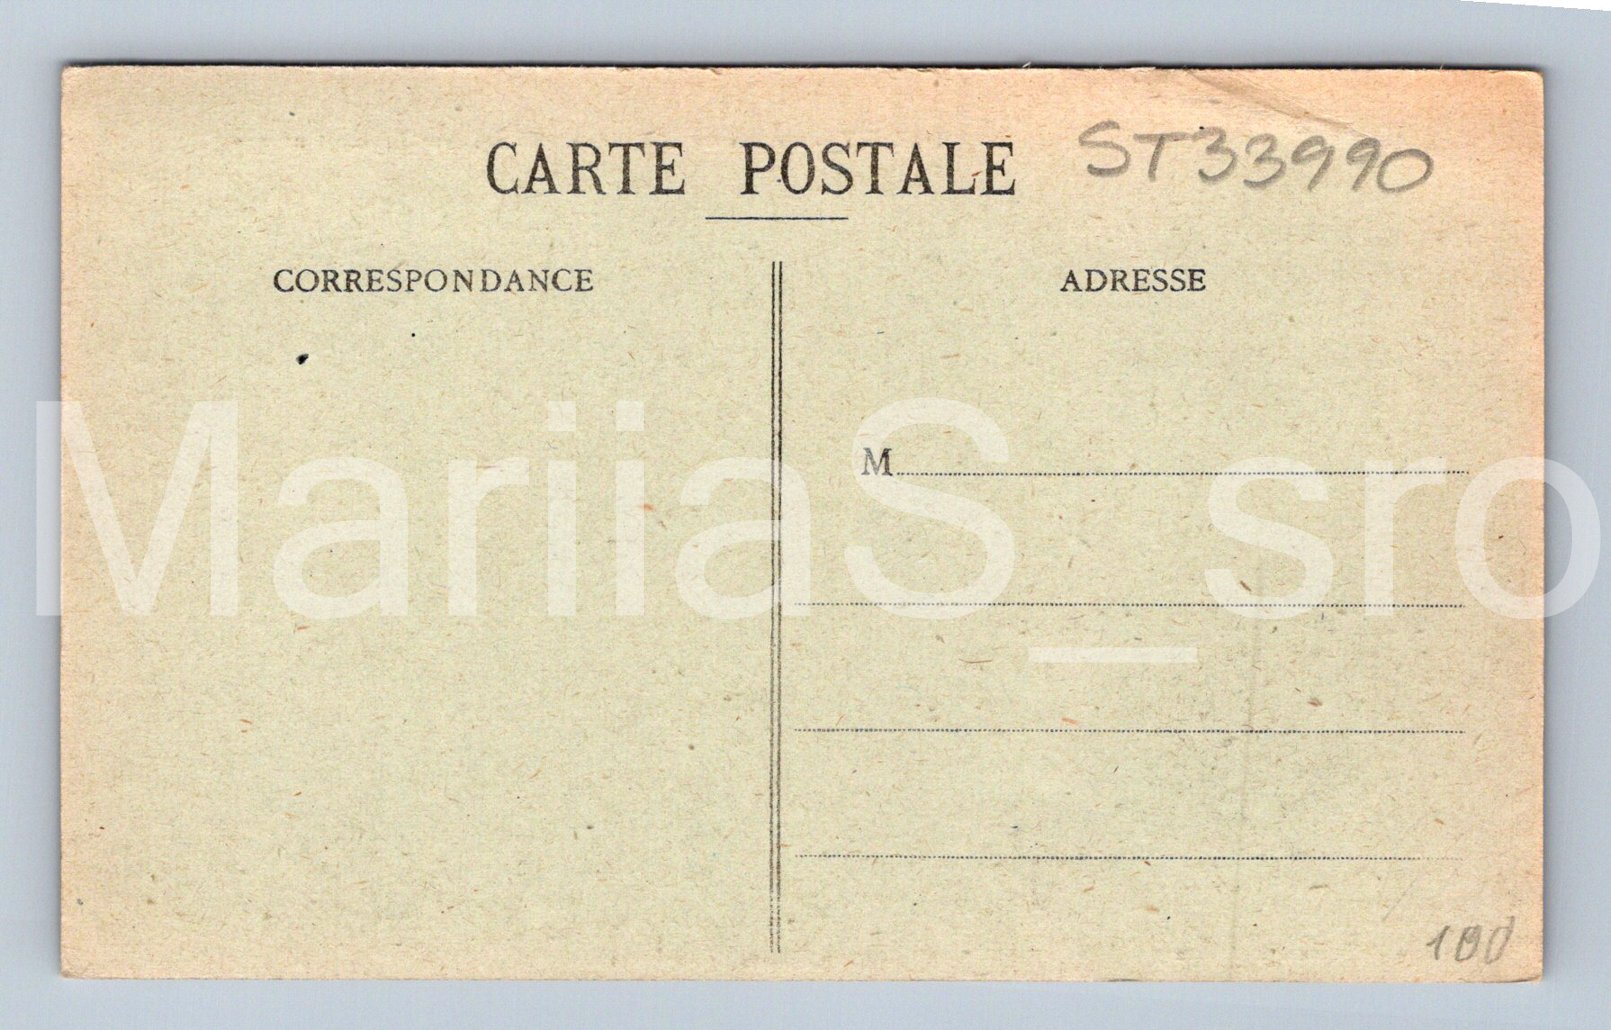 CARTE POSTALE
ST33990
CORRESPONDANCE
ADRESSE
M
MariiaS_sro
100